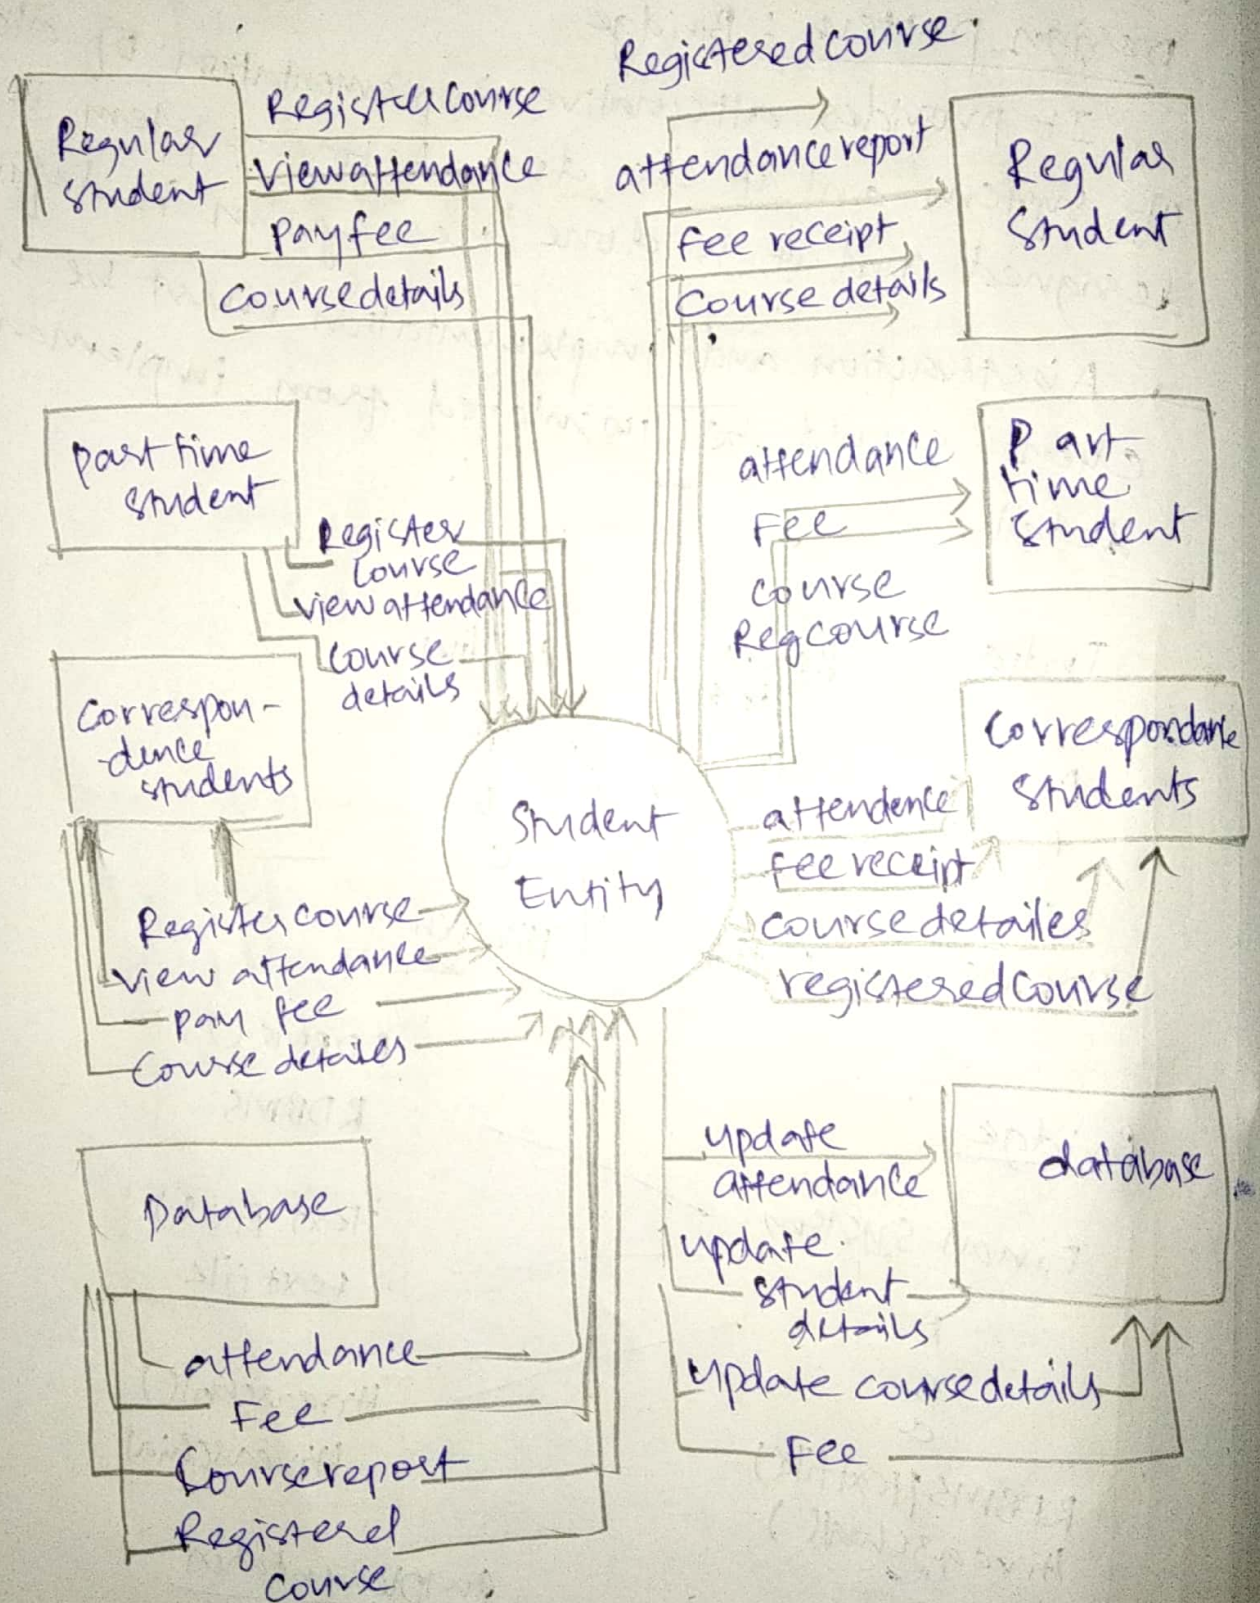 Regular
Student
Register Course
View attendance
Pay fee
Course details
Registered course
attendance report
fee receipt
Course details
Regular
Student
Part time
Student
Register
Course
View attendance
Course
details
attendance
Fee
course
Reg course
Part
time
Student
Correspon-
dence
students
Register course
View attendance
pay fee
Course detailes
Student
Entity
attendence
fee receipt
course detailes
registered course
Correspondance
Students
Database
attendance
Fee
Course report
Registered
Course
update
attendance
update
student
details
update course details
Fee
database